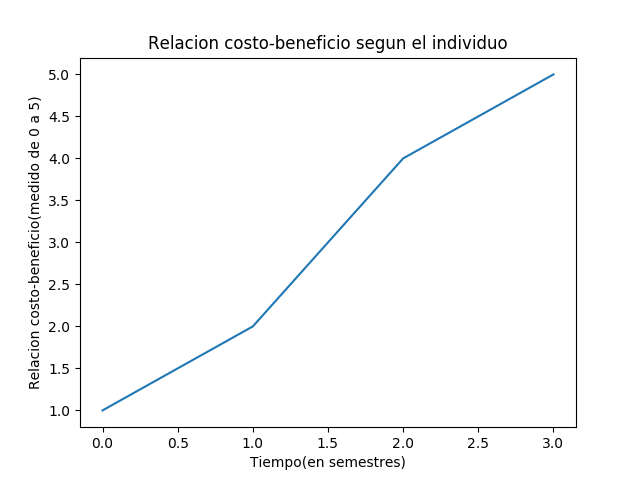 Relacion costo-beneficio segun el individuo
Relacion costo-beneficio(medido de 0 a 5)
5.0
4.5
4.0
3.5
3.0
2.5
2.0
1.5
1.0
0.0 0.5 1.0 1.5 2.0 2.5 3.0
Tiempo(en semestres)